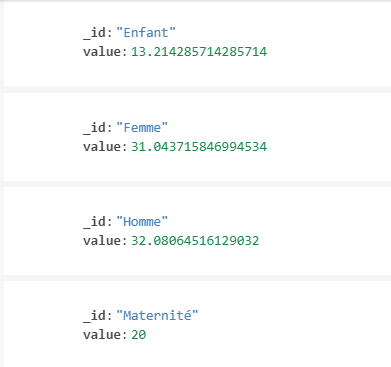 _id: "Enfant"
value: 13.214285714285714
_id: "Femme"
value: 31.043715846994534
_id: "Homme"
value: 32.08064516129032
_id: "Maternité"
value: 20